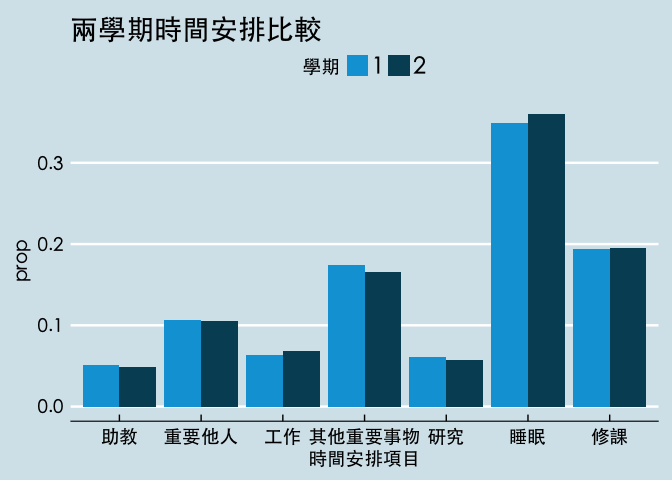 兩學期時間安排比較
學期 1 2
prop
0.3
0.2
0.1
0.0
助教 重要他人 工作 其他重要事物 研究 睡眠 修課
時間安排項目